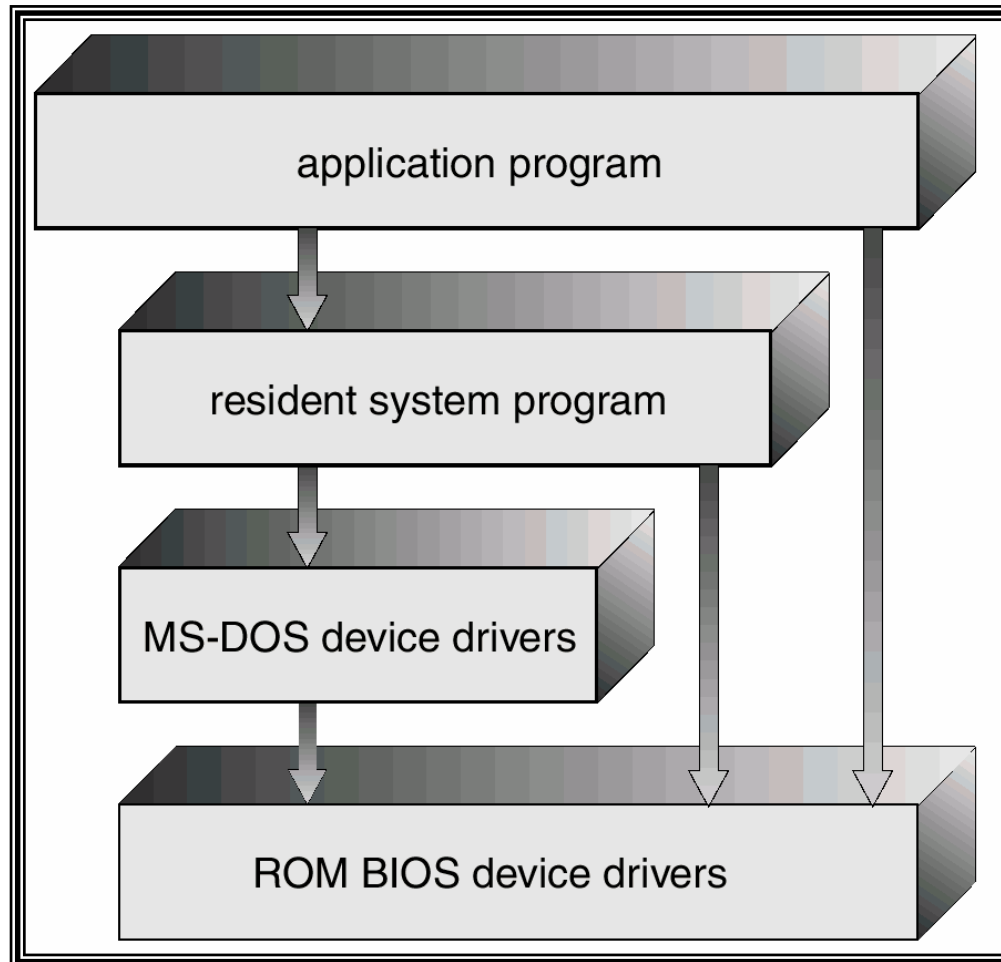 application program
resident system program
MS-DOS device drivers
ROM BIOS device drivers